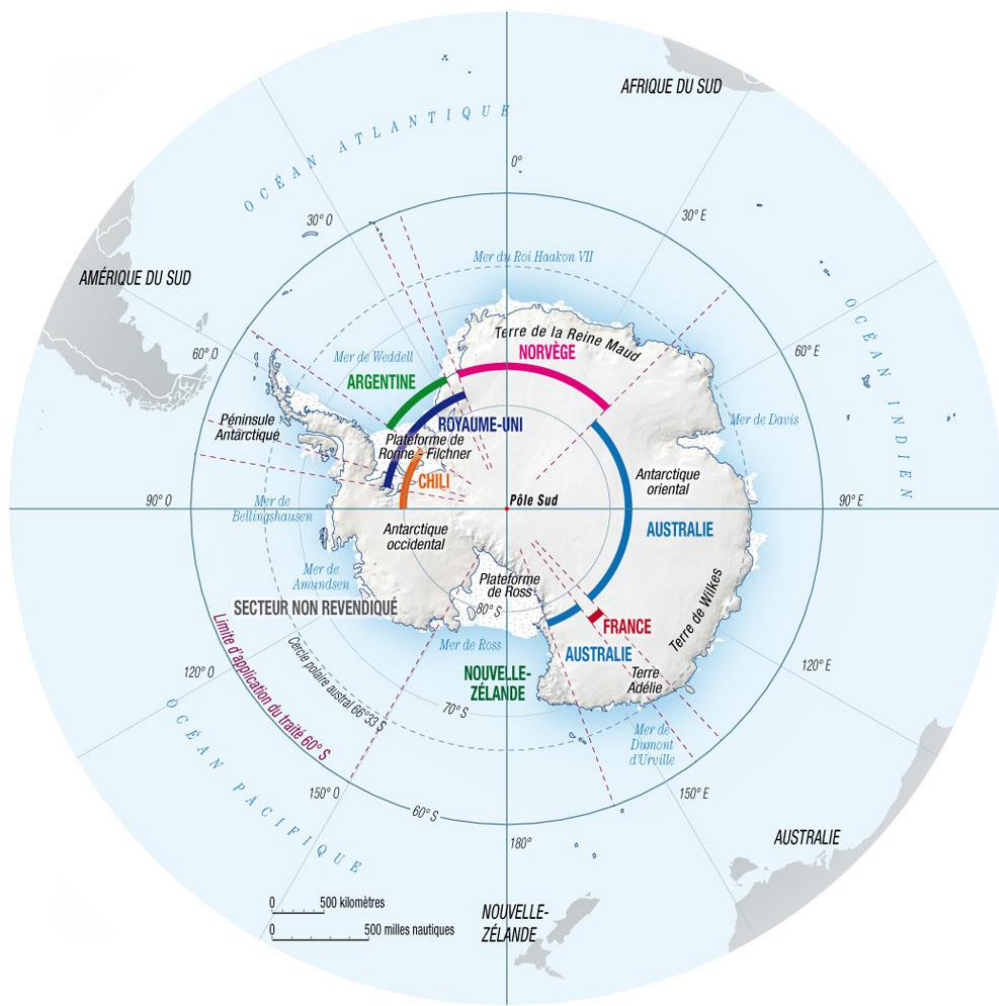 AFRIQUE DU SUD
OCÉAN ATLANTIQUE
0°
30° O
30° E
Mer du Roi Haakon VII
AMÉRIQUE DU SUD
OCÉAN INDIEN
Terre de la Reine Maud
NORVÈGE
60° O
60° E
Mer de Weddell
ARGENTINE
Péninsule
Antarctique
ROYAUME-UNI
Mer de Davis
Plateforme de
Ronne - Filchner
CHILI
Antarctique
oriental
90° O
Pôle Sud
90° E
Mer de
Bellingshausen
Antarctique
occidental
AUSTRALIE
Mer de
Amundsen
Plateforme
de Ross
80° S
SECTEUR NON REVENDIQUÉ
FRANCE
Terre de Wilkes
Mer de Ross
AUSTRALIE
Limite d'application du traité 60° S
Cercle polaire austral 66°33 S
NOUVELLE-
ZÉLANDE
Terre
Adélie
120° O
120° E
70° S
Mer de
Dumont
d'Urville
OCÉAN PACIFIQUE
150° O
150° E
60° S
180°
AUSTRALIE
0 500 kilomètres
0 500 milles nautiques
NOUVELLE-
ZÉLANDE